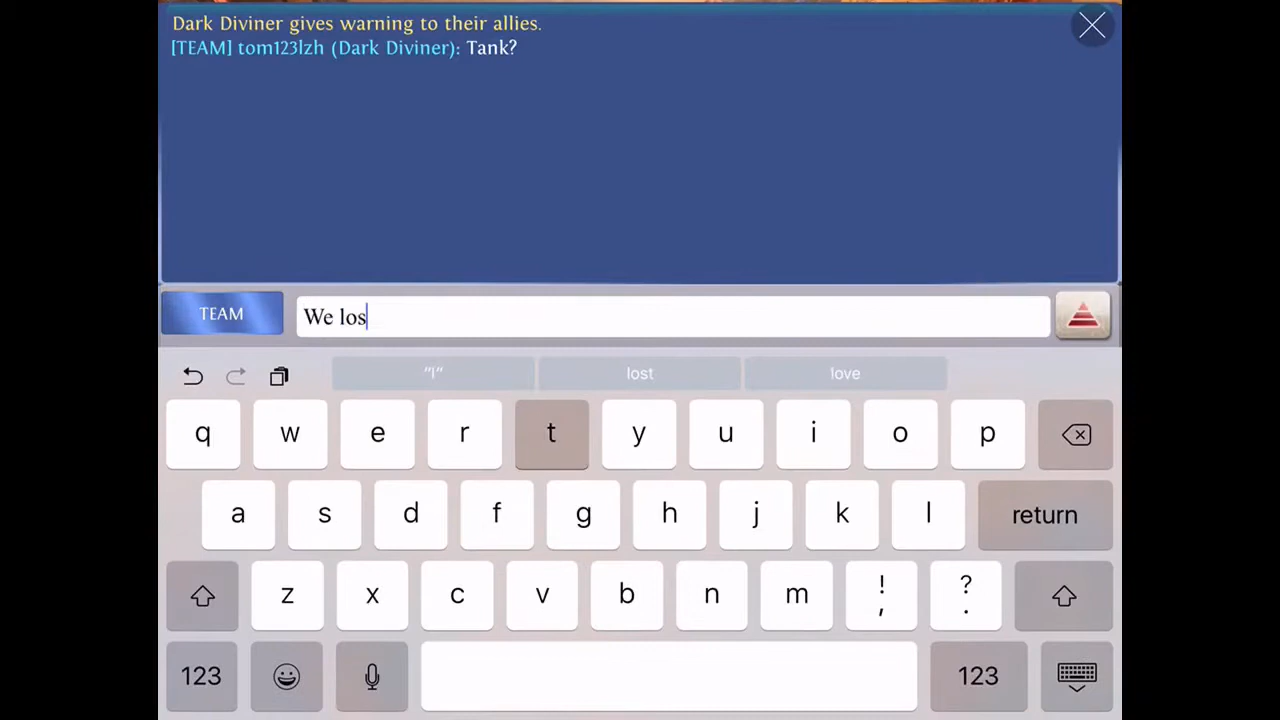 Dark Diviner gives warning to their allies.
[TEAM] tom123lzh (Dark Diviner): Tank?
TEAM
We los
"l" lost love
q w e r t y u i o p
a s d f g h j k l return
z x c v b n m ! , ? .
123 123